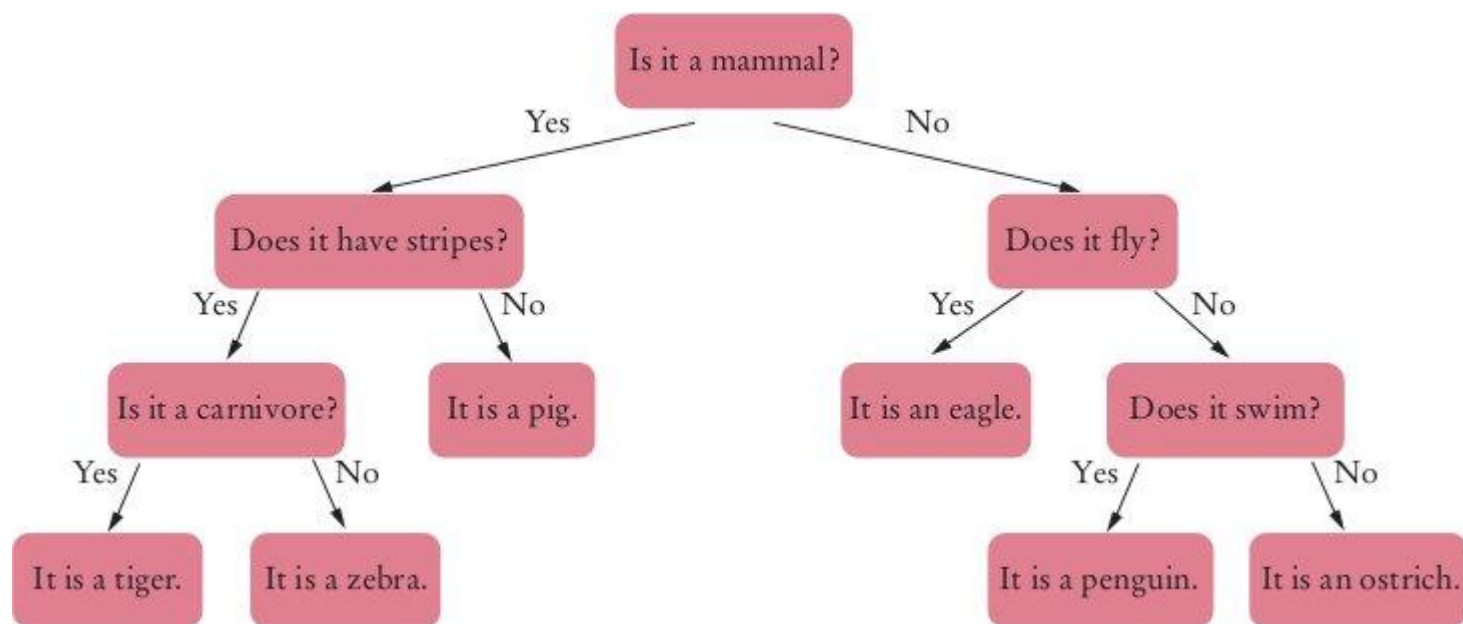 Is it a mammal?
Yes
No
Does it have stripes?
Does it fly?
Yes
No
Yes
No
Is it a carnivore?
It is a pig.
It is an eagle.
Does it swim?
Yes
No
Yes
No
It is a tiger.
It is a zebra.
It is a penguin.
It is an ostrich.